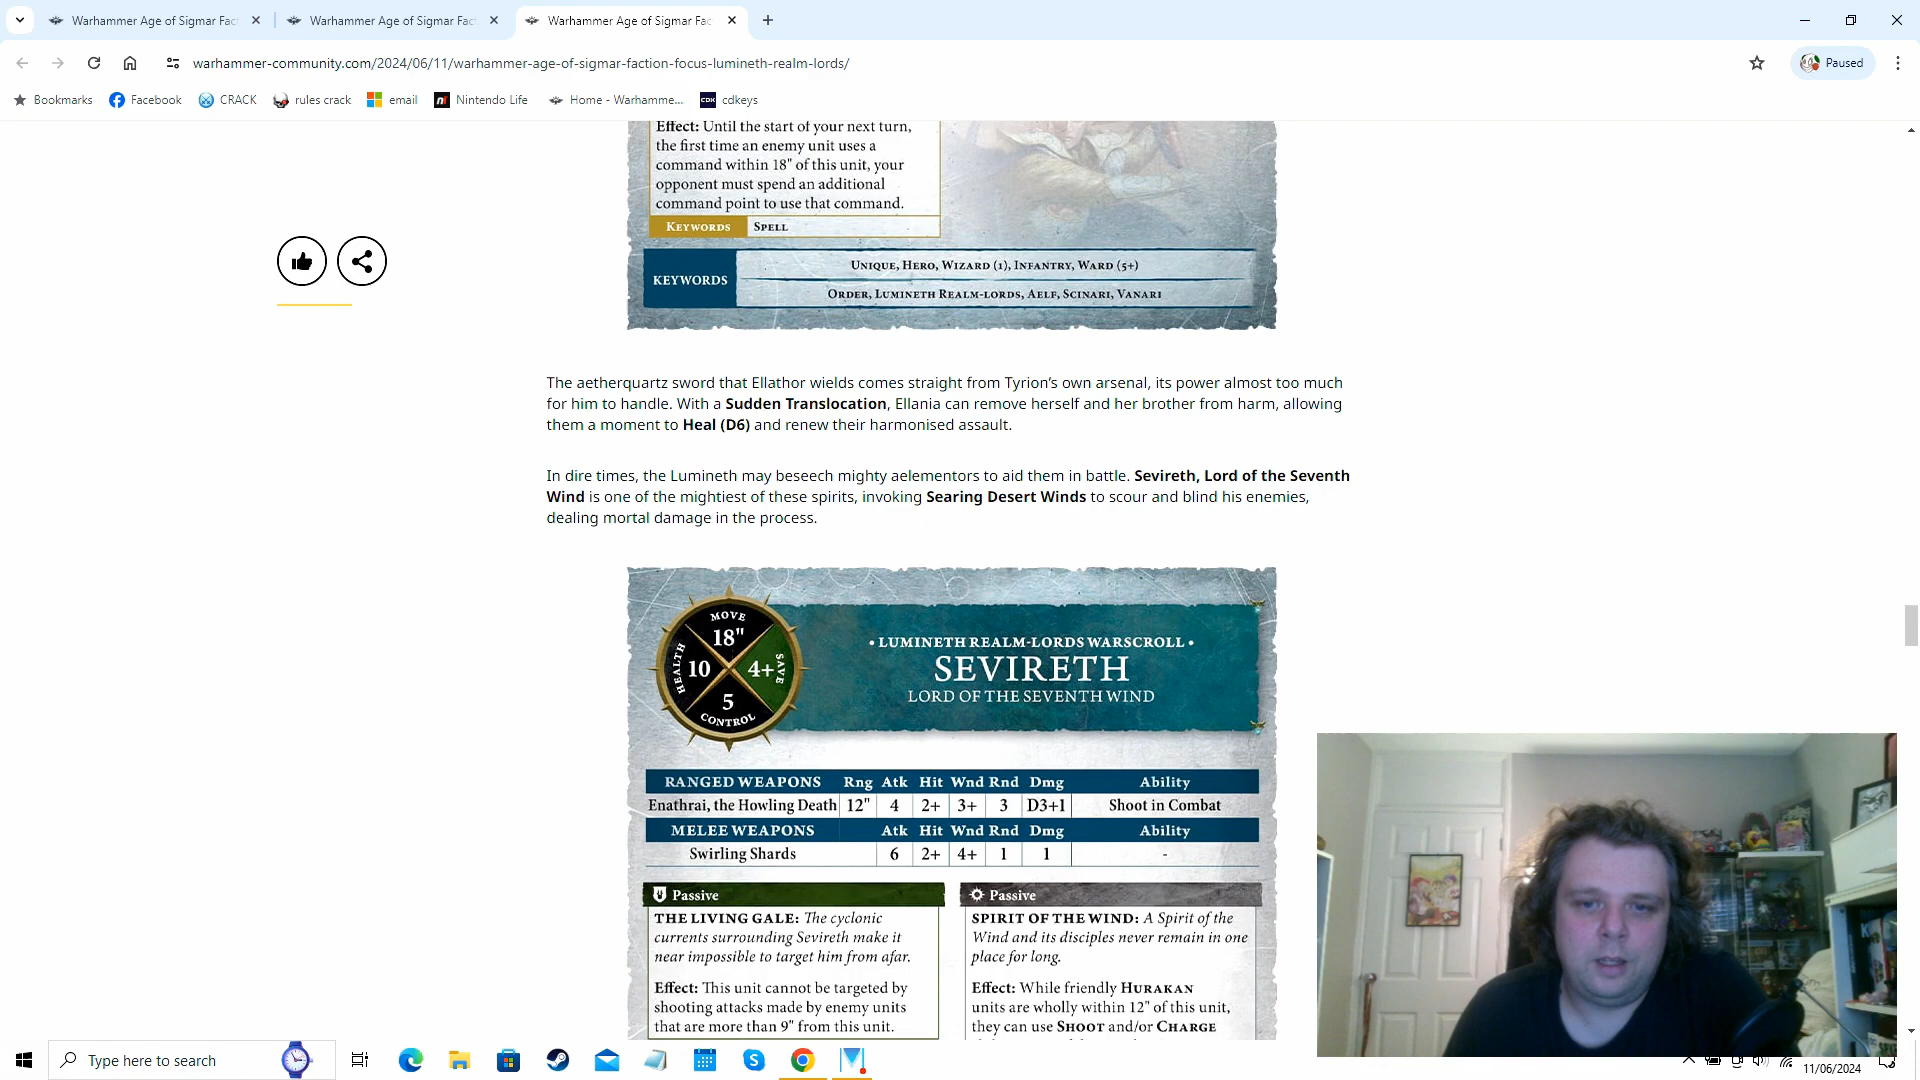 Warhammer Age of Sigmar Fac
Warhammer Age of Sigmar Fac
Warhammer Age of Sigmar Fac
warhammer-community.com/2024/06/11/warhammer-age-of-sigmar-faction-focus-lumineth-realm-lords/
Paused
Bookmarks
Facebook
CRACK
rules crack
email
Nintendo Life
Home - Warhamme...
cdkeys
Effect: Until the start of your next turn,
the first time an enemy unit uses a
command within 18" of this unit, your
opponent must spend an additional
command point to use that command.
KEYWORDS SPELL
KEYWORDS
UNIQUE, HERO, WIZARD (1), INFANTRY, WARD (5+)
ORDER, LUMINETH REALM-LORDS, AELF, SCINARI, VANARI
The aetherquartz sword that Ellathor wields comes straight from Tyrion’s own arsenal, its power almost too much
for him to handle. With a Sudden Translocation, Ellania can remove herself and her brother from harm, allowing
them a moment to Heal (D6) and renew their harmonised assault.
In dire times, the Lumineth may beseech mighty aelementors to aid them in battle. Sevireth, Lord of the Seventh
Wind is one of the mightiest of these spirits, invoking Searing Desert Winds to scour and blind his enemies,
dealing mortal damage in the process.
MOVE
18"
HEALTH
10
4+
SAVE
5
CONTROL
• LUMINETH REALM-LORDS WARSCROLL •
SEVIRETH
LORD OF THE SEVENTH WIND
RANGED WEAPONS Rng Atk Hit Wnd Rnd Dmg Ability
Enathrai, the Howling Death 12" 4 2+ 3+ 3 D3+1 Shoot in Combat
MELEE WEAPONS Atk Hit Wnd Rnd Dmg Ability
Swirling Shards 6 2+ 4+ 1 1 -
Passive
THE LIVING GALE: The cyclonic
currents surrounding Sevireth make it
near impossible to target him from afar.
Effect: This unit cannot be targeted by
shooting attacks made by enemy units
that are more than 9" from this unit.
Passive
SPIRIT OF THE WIND: A Spirit of the
Wind and its disciples never remain in one
place for long.
Effect: While friendly HURAKAN
units are wholly within 12" of this unit,
they can use SHOOT and/or CHARGE
Type here to search
11/06/2024